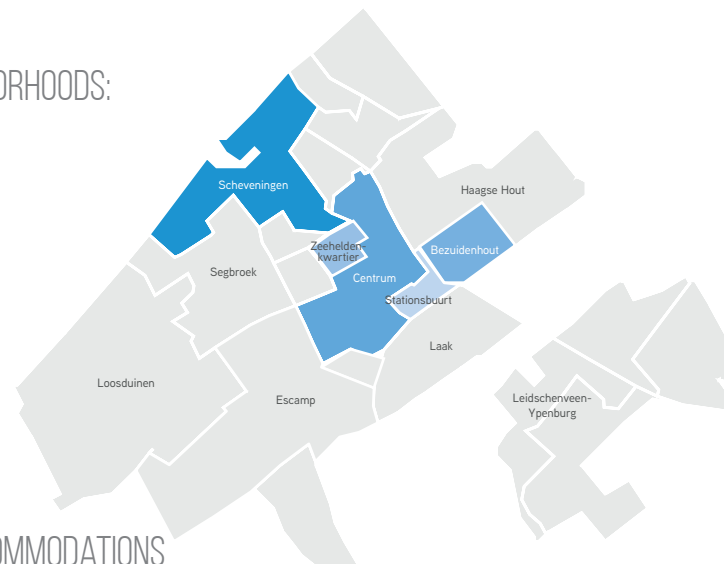 ORHOODS:
Scheveningen
Haagse Hout
Zeehelden-
kwartier
Bezuidenhout
Segbroek
Centrum
Stationsbuurt
Laak
Loosduinen
Escamp
Leidschenveen-
Ypenburg
OMMODATIONS